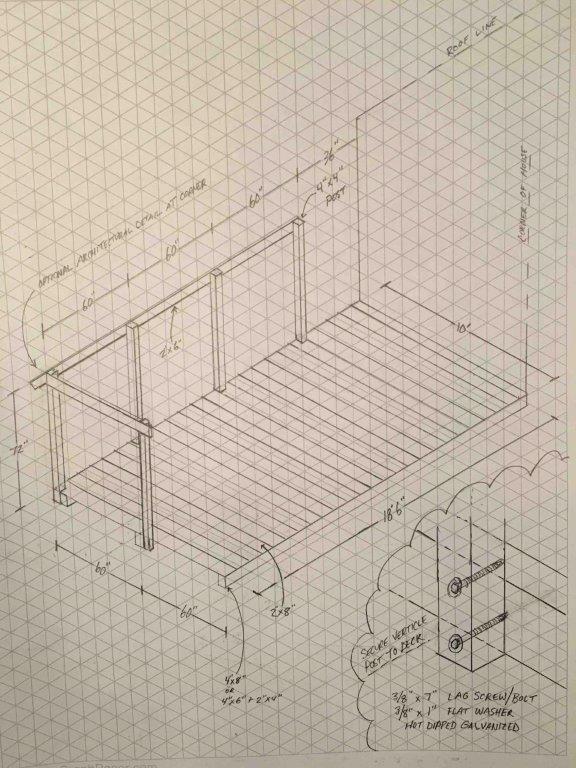 ROOF LINE
CORNER OF HOUSE
36"
4"x4"
POST
60"
60"
60"
OPTIONAL ARCHITECTURAL DETAIL AT CORNER
2"x6"
10'
72"
18'6"
60"
60"
2"x8"
4"x8"
OR
4"x6" + 2"x4"
SECURE VERTICLE
POST TO DECK
3/8" x 7" LAG SCREW/BOLT
3/8" x 1" FLAT WASHER
HOT DIPPED GALVANIZED